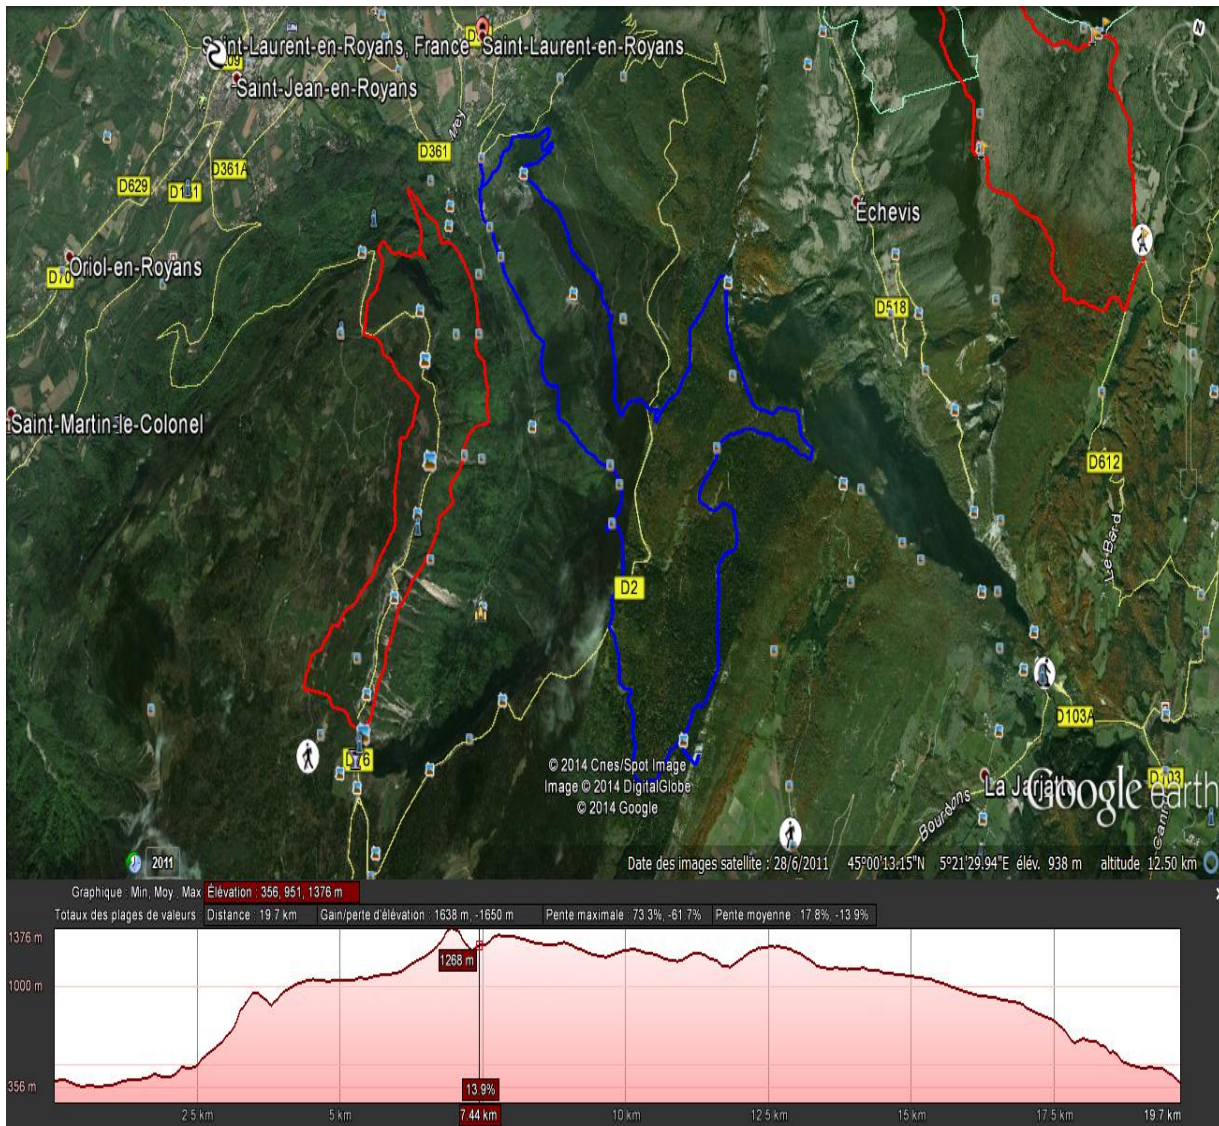 Saint-Laurent-en-Royans, France
Saint-Laurent-en-Royans
Saint-Jean-en-Royans
D361
D629
D361A
D70
Oriol-en-Royans
Échevis
D518
Saint-Martin-le-Colonel
D612
Le Bard
D2
D103A
D103
La Jarjatte
Bourdons
© 2014 Cnes/Spot Image
Image © 2014 DigitalGlobe
© 2014 Google
Google earth
2011
Date des images satellite : 28/6/2011 45°00'13.15"N 5°21'29.94"E élév. 938 m altitude 12.50 km
Graphique : Min, Moy., Max Élévation : 356, 951, 1376 m
Totaux des plages de valeurs : Distance : 19.7 km Gain/perte d'élévation : 1638 m, -1650 m Pente maximale : 73.3%, -61.7% Pente moyenne : 17.8%, -13.9%
1376 m
1268 m
1000 m
356 m
13.9%
2.5 km 5 km 7.44 km 10 km 12.5 km 15 km 17.5 km 19.7 km